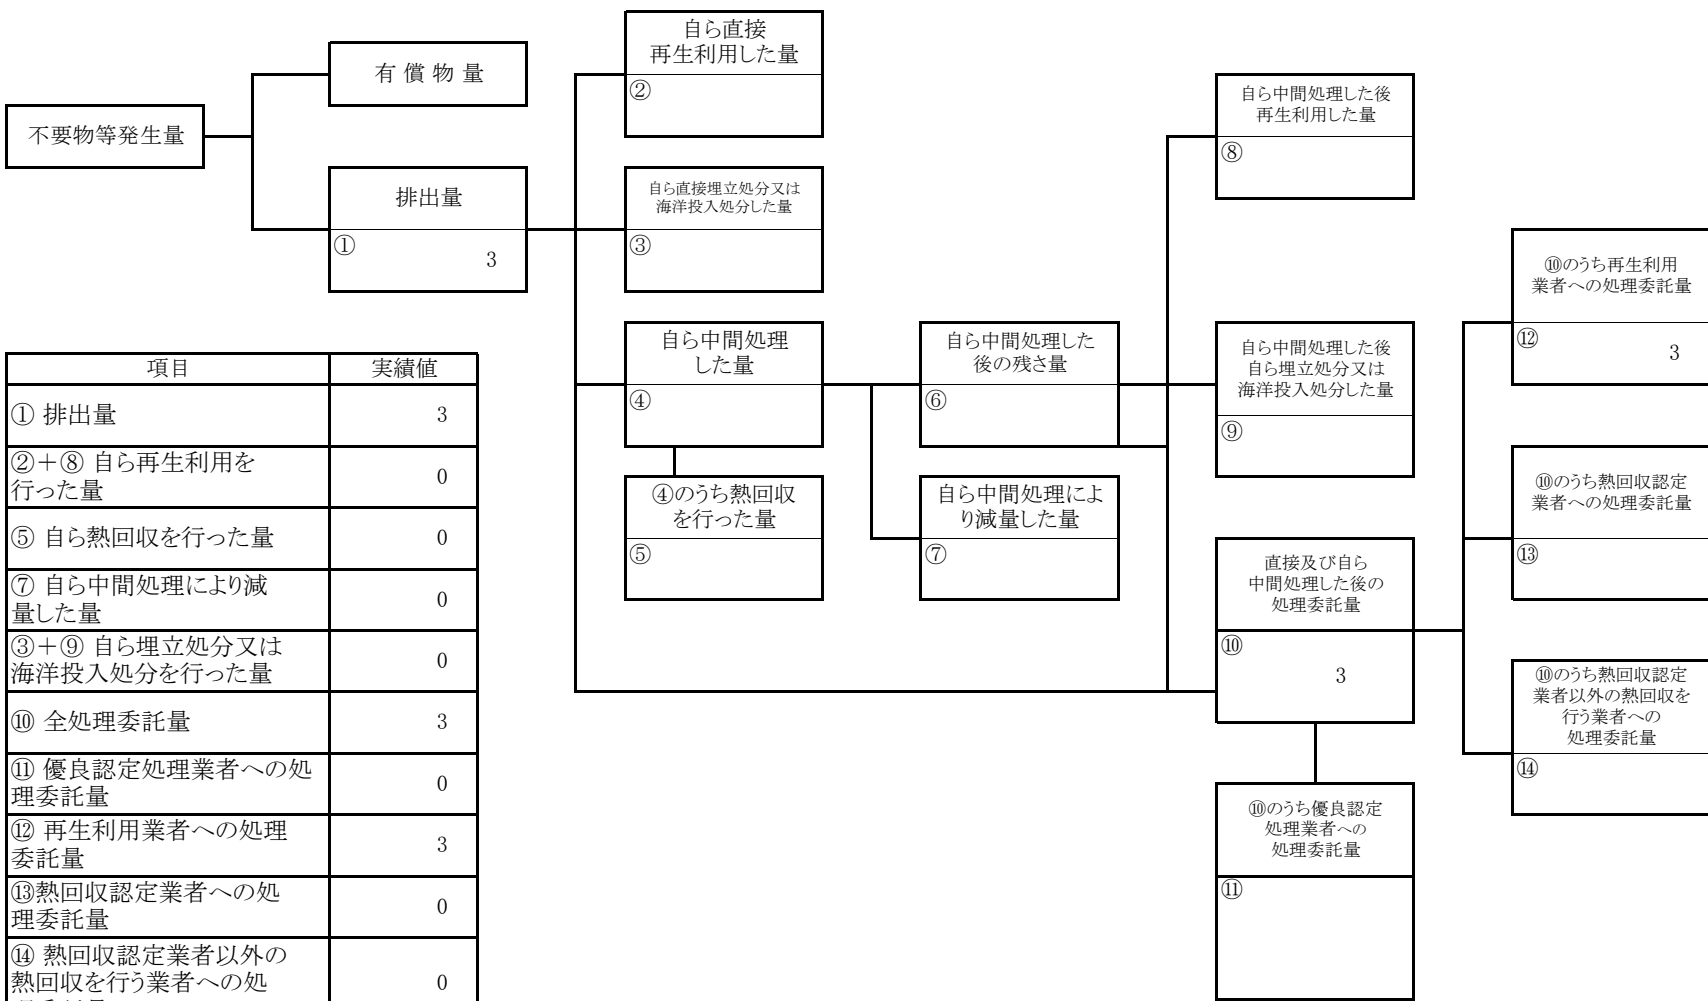 不要物等発生量
有 償 物 量
排出量
①
3
自ら直接
再生利用した量
②
自ら直接埋立処分又は
海洋投入処分した量
③
自ら中間処理
した量
④
④のうち熱回収
を行った量
⑤
自ら中間処理した
後の残さ量
⑥
自ら中間処理によ
り減量した量
⑦
自ら中間処理した後
再生利用した量
⑧
自ら中間処理した後
自ら埋立処分又は
海洋投入処分した量
⑨
直接及び自ら
中間処理した後の
処理委託量
⑩
3
⑩のうち優良認定
処理業者への
処理委託量
⑪
⑩のうち再生利用
業者への処理委託量
⑫
3
⑩のうち熱回収認定
業者への処理委託量
⑬
⑩のうち熱回収認定
業者以外の熱回収を
行う業者への
処理委託量
⑭
項目 実績値
① 排出量 3
②＋⑧ 自ら再生利用を
行った量 0
⑤ 自ら熱回収を行った量 0
⑦ 自ら中間処理により減
量した量 0
③＋⑨ 自ら埋立処分又は
海洋投入処分を行った量 0
⑩ 全処理委託量 3
⑪ 優良認定処理業者への処
理委託量 0
⑫ 再生利用業者への処理
委託量 3
⑬熱回収認定業者への処
理委託量 0
⑭ 熱回収認定業者以外の
熱回収を行う業者への処 0